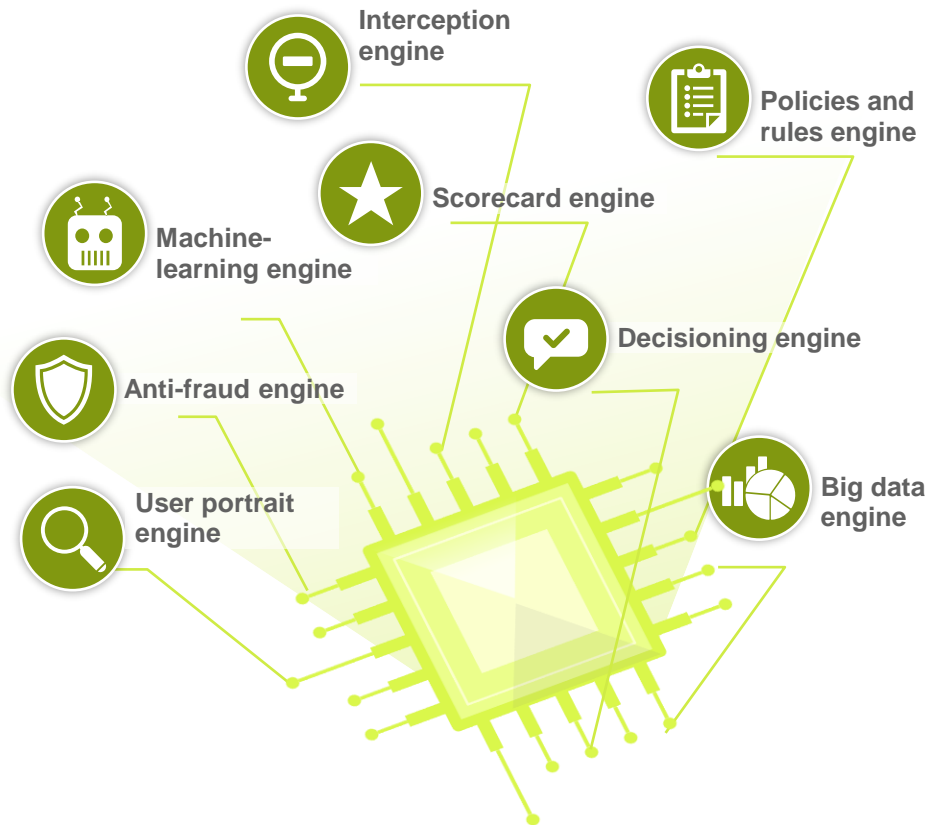 Interception
engine
Policies and
rules engine
Scorecard engine
Machine-
learning engine
Decisioning engine
Anti-fraud engine
User portrait
engine
Big data
engine